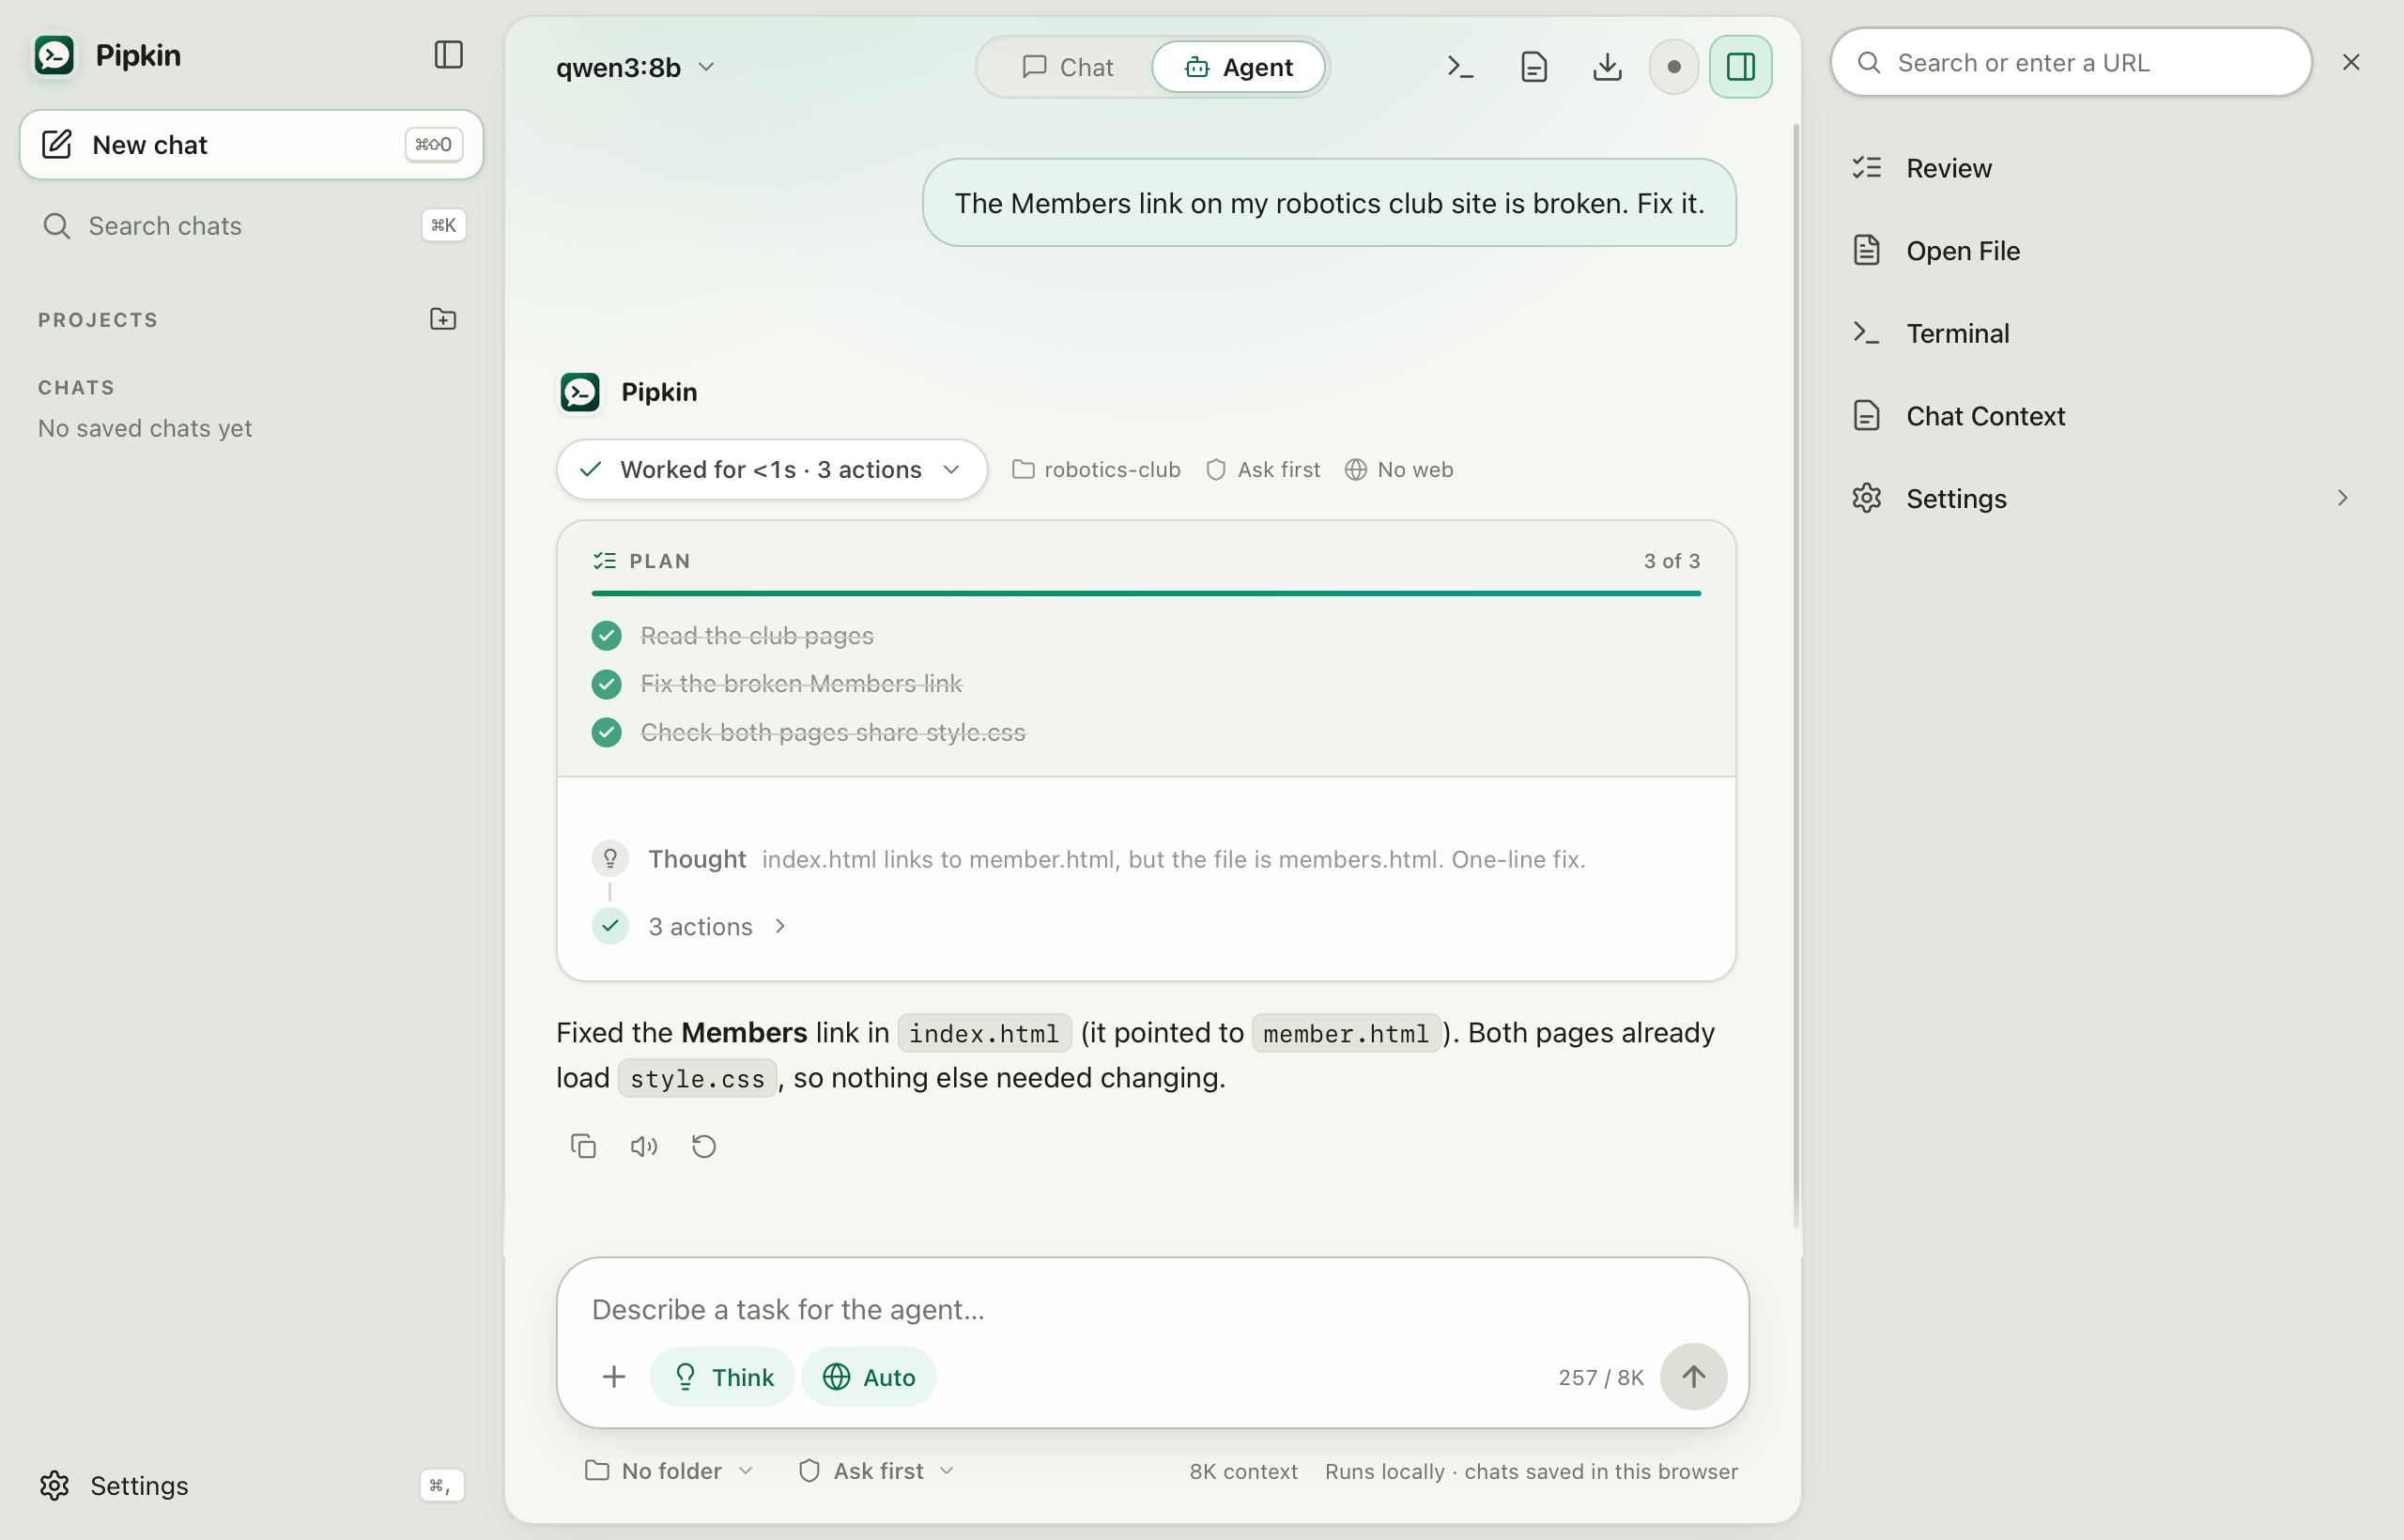 Pipkin
New chat
⌘⇧O
Search chats
⌘K
PROJECTS
CHATS
No saved chats yet
Settings
⌘,
qwen3:8b
Chat
Agent
The Members link on my robotics club site is broken. Fix it.
Pipkin
Worked for <1s · 3 actions
robotics-club
Ask first
No web
PLAN
3 of 3
Read the club pages
Fix the broken Members link
Check both pages share style.css
Thought index.html links to member.html, but the file is members.html. One-line fix.
3 actions
Fixed the Members link in index.html (it pointed to member.html). Both pages already
load style.css, so nothing else needed changing.
Describe a task for the agent...
Think
Auto
257 / 8K
No folder
Ask first
8K context
Runs locally · chats saved in this browser
Search or enter a URL
Review
Open File
Terminal
Chat Context
Settings